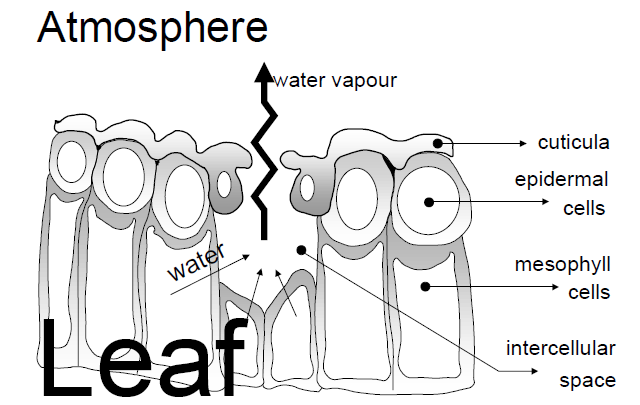 Atmosphere
water vapour
cuticula
epidermal
cells
water
mesophyll
cells
Leaf
intercellular
space